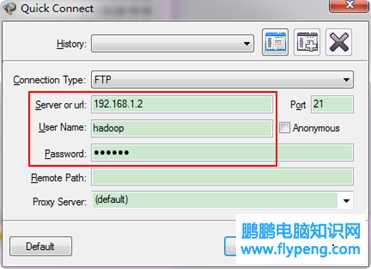 Quick Connect
History:
Connection Type: FTP
Server or url: 192.168.1.2 Port 21
User Name: hadoop Anonymous
Password: ••••••
Remote Path:
Proxy Server: (default)
Default
鹏鹏电脑知识网
www.flypeng.com